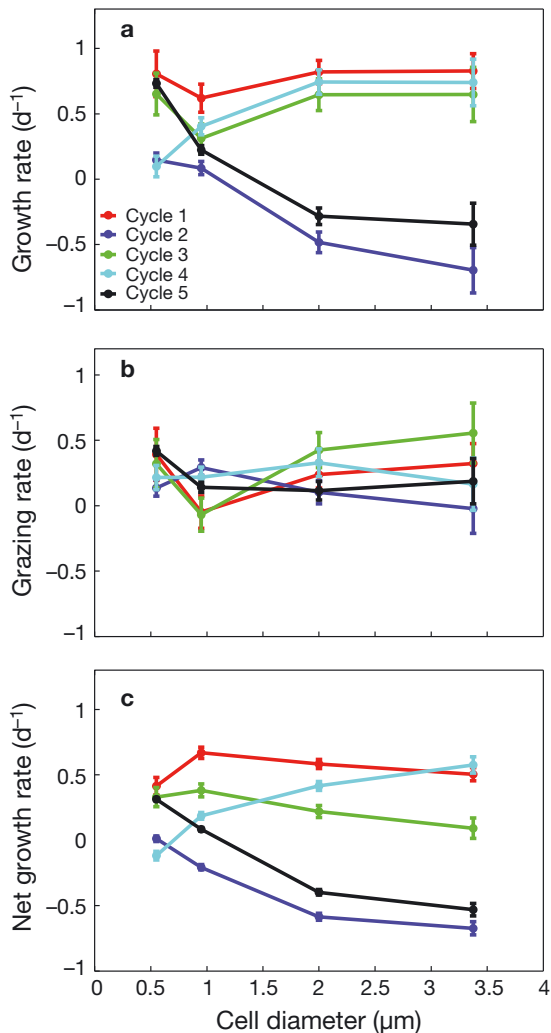 a
1
0.5
0
−0.5
−1
Growth rate (d⁻¹)
Cycle 1
Cycle 2
Cycle 3
Cycle 4
Cycle 5
b
1
0.5
0
−0.5
−1
Grazing rate (d⁻¹)
c
1
0.5
0
−0.5
−1
Net growth rate (d⁻¹)
0 0.5 1 1.5 2 2.5 3 3.5 4
Cell diameter (µm)